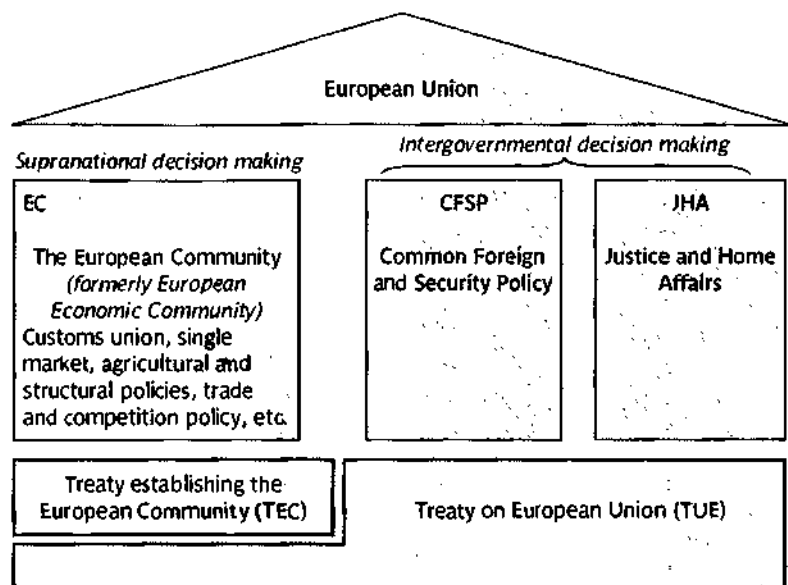 European Union
Supranational decision making
Intergovernmental decision making
EC
The European Community
(formerly European
Economic Community)
Customs union, single
market, agricultural and
structural policies, trade
and competition policy, etc.
CFSP
Common Foreign
and Security Policy
JHA
Justice and Home
Affairs
Treaty establishing the
European Community (TEC)
Treaty on European Union (TUE)